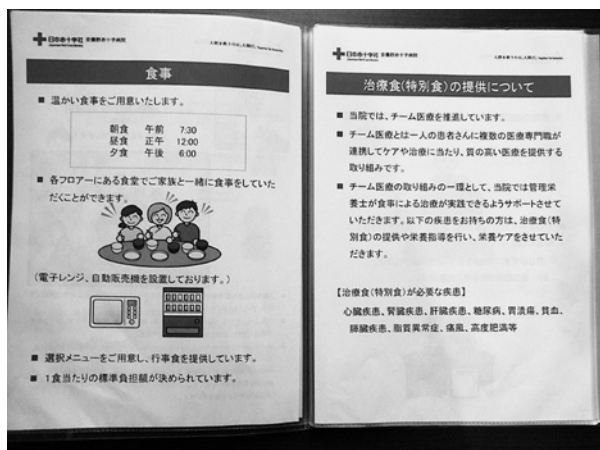 日本赤十字社 京都第二赤十字病院
食事
■ 温かい食事をご用意いたします。
朝食 午前 7:30
昼食 正午 12:00
夕食 午後 6:00
■ 各フロアーにある食堂でご家族と一緒に食事をしていた
だくことができます。
(電子レンジ、自動販売機を設置しております。)
■ 選択メニューをご用意し、行事食を提供しています。
■ 1食当たりの標準負担額が決められています。
日本赤十字社
治療食(特別食)の提供について
■ 当院では、チーム医療を推進しています。
■ チーム医療とは一人の患者さんに複数の医療専門職が
連携してケアや治療に当たり、質の高い医療を提供する
取り組みです。
■ チーム医療の取り組みの一環として、当院では管理栄
養士が食事による治療が実践できるようサポートさせて
いただきます。以下の疾患をお持ちの方は、治療食(特
別食)の提供や栄養指導を行い、栄養ケアをさせていた
だきます。
【治療食(特別食)が必要な疾患】
心臓疾患、腎臓疾患、肝臓疾患、糖尿病、胃潰瘍、貧血、
膵臓疾患、脂質異常症、痛風、高度肥満等